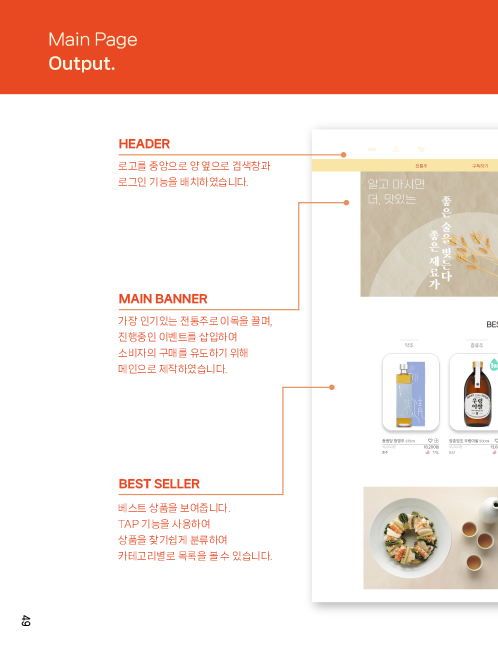 Main Page
Output.
HEADER
로고를 중앙으로 양 옆으로 검색창과
로그인 기능을 배치하였습니다.
MAIN BANNER
가장 인기있는 전통주로 이목을 끌며,
진행중인 이벤트를 삽입하여
소비자의 구매를 유도하기 위해
메인으로 제작하였습니다.
BEST SELLER
베스트 상품을 보여줍니다.
TAP 기능을 사용하여
상품을 찾기쉽게 분류하여
카테고리별로 목록을 볼 수 있습니다.
전통주
구독하기
알고 마시면
더, 맛있는
좋은 술을 빚는다
좋은 재료가
BES
약주
증류주
우렁
이쌀
49